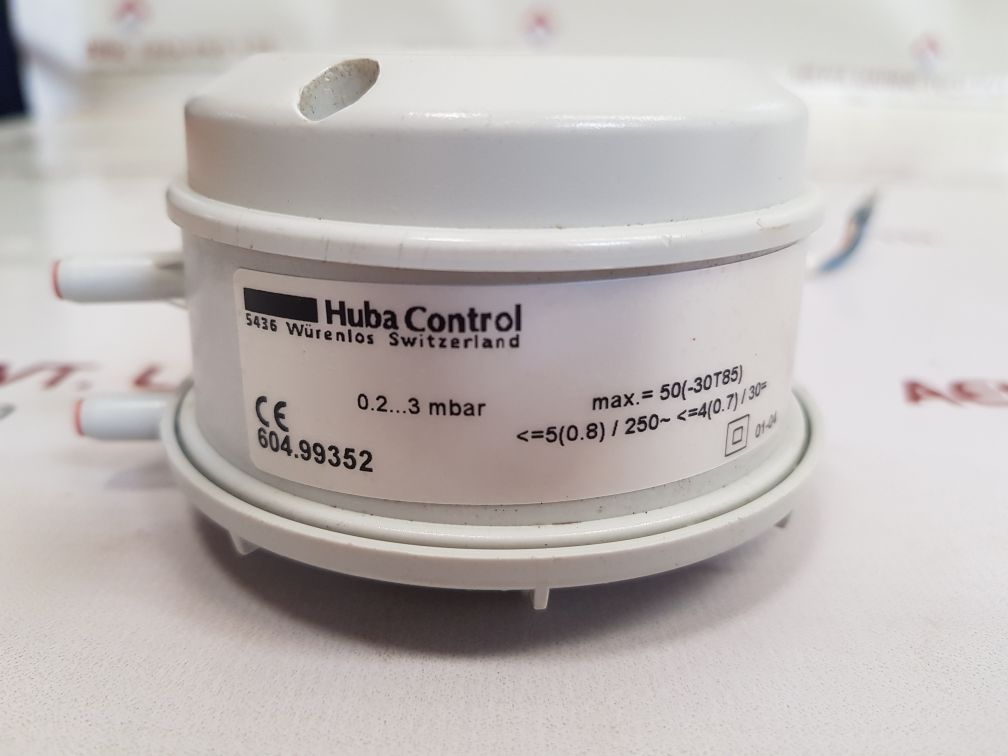 Huba Control
5436 Würenlos Switzerland
0.2...3 mbar
max.= 50(-30T85)
<=5(0.8) / 250~ <=4(0.7) / 30=
CE
604.99352
01-04